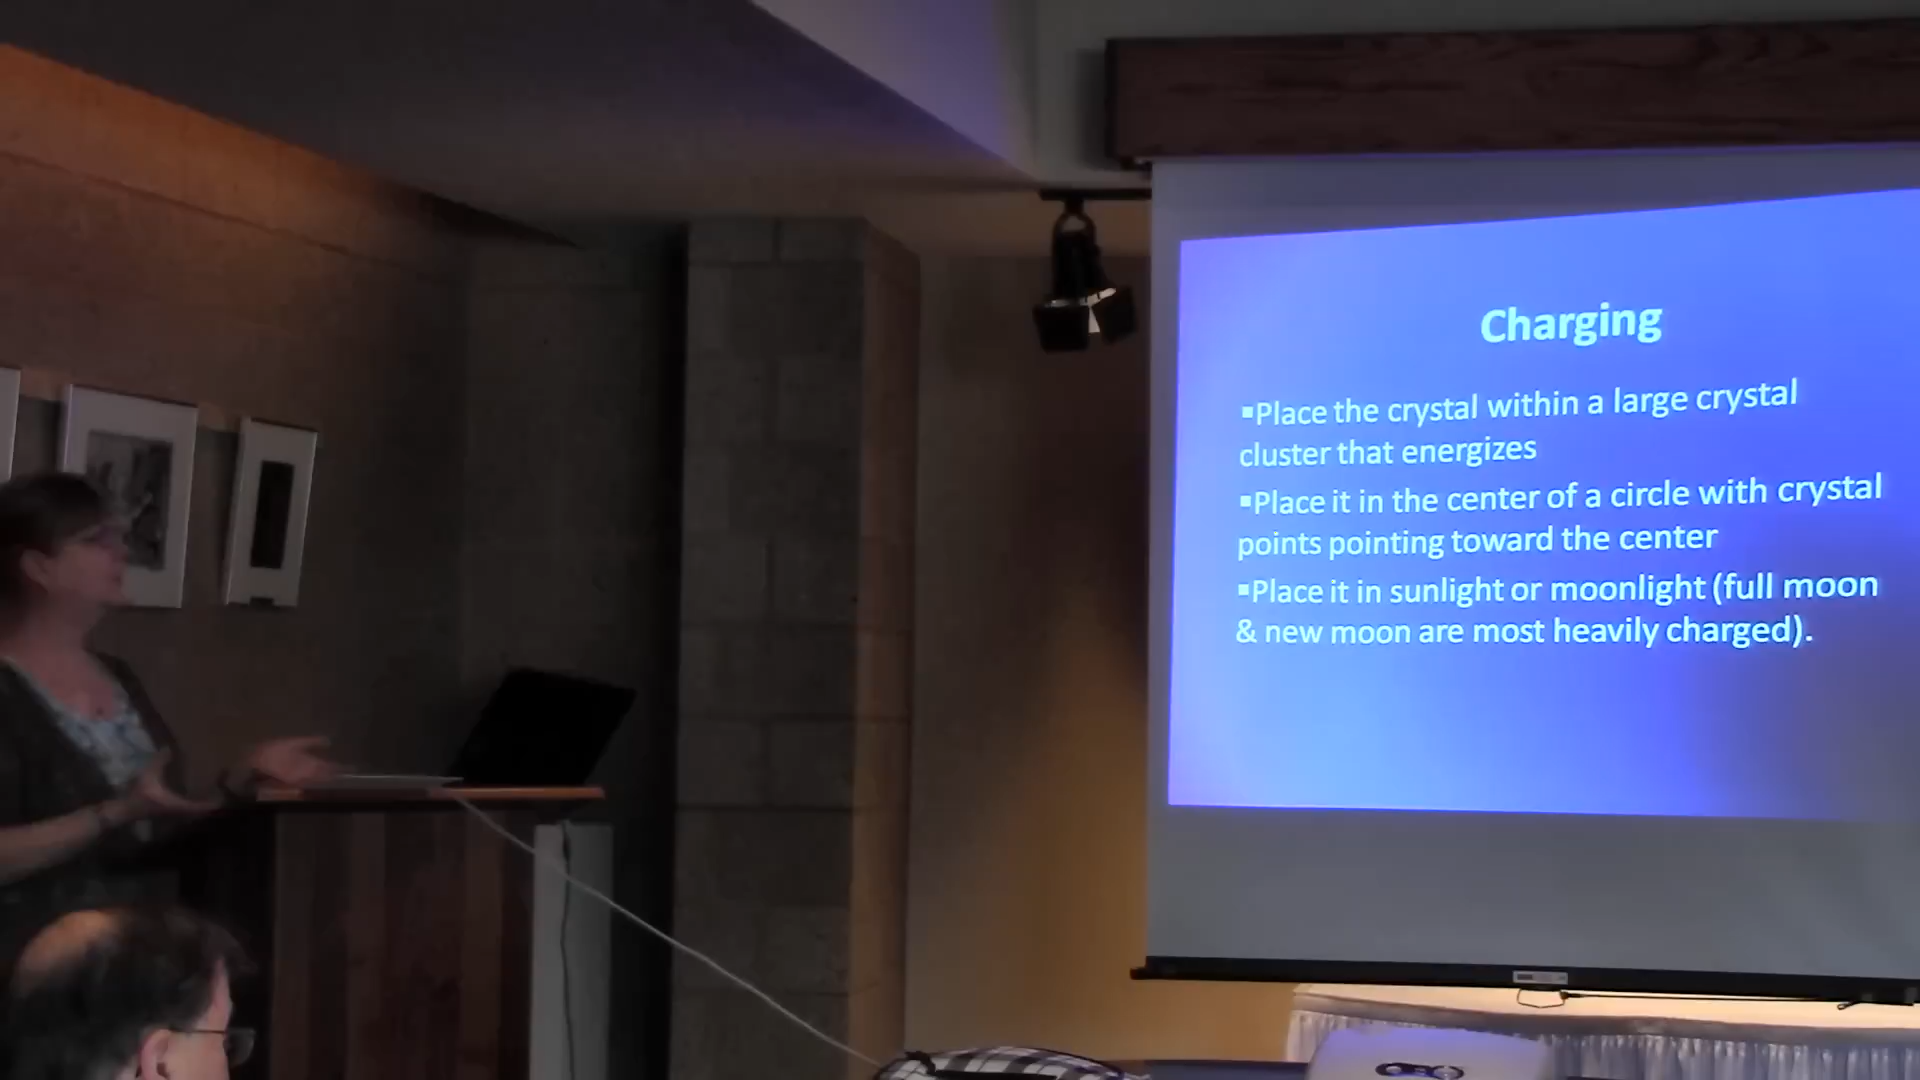 Charging
▪Place the crystal within a large crystal
cluster that energizes
▪Place it in the center of a circle with crystal
points pointing toward the center
▪Place it in sunlight or moonlight (full moon
& new moon are most heavily charged).